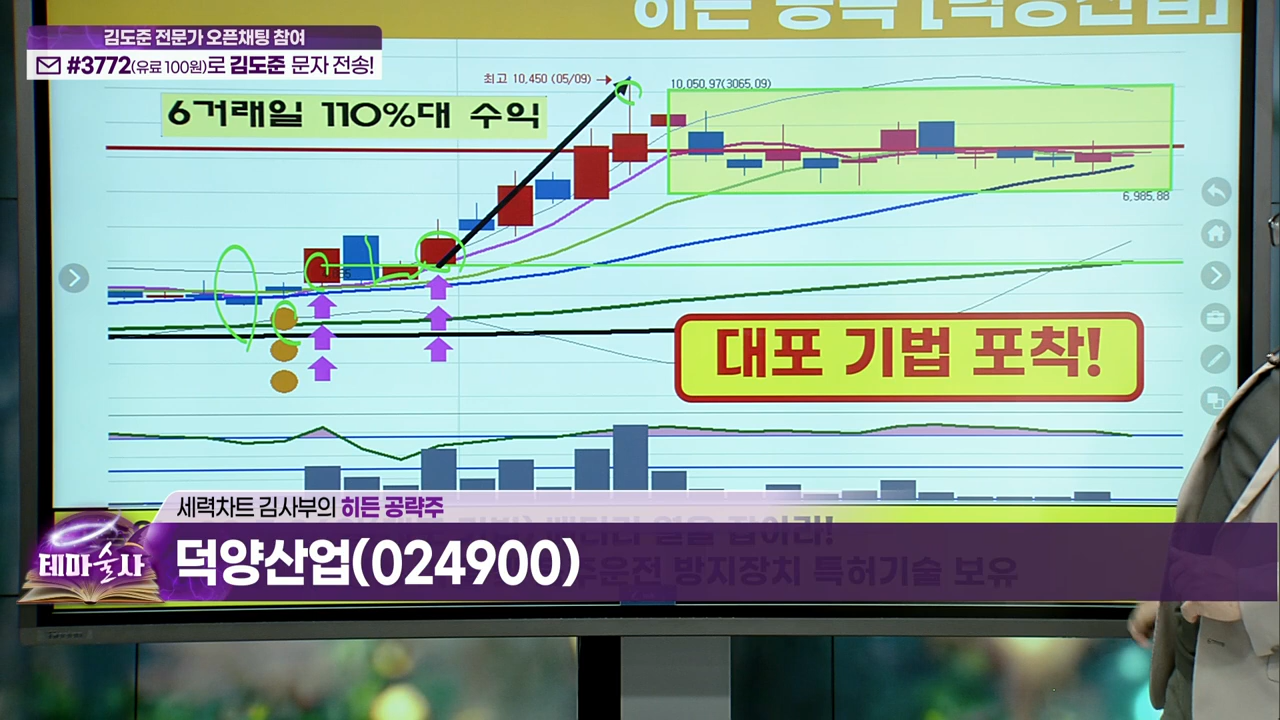 히든 공략 [덕양산업]
김도준 전문가 오픈채팅 참여
#3772(유료 100원)로 김도준 문자 전송!
최고 10,450 (05/09)
10,050.97(3065.09)
6거래일 110%대 수익
6,985.88
대포 기법 포착!
세력차트 김사부의 히든 공략주
테마술사
덕양산업(024900)
방지장치 특허기술 보유